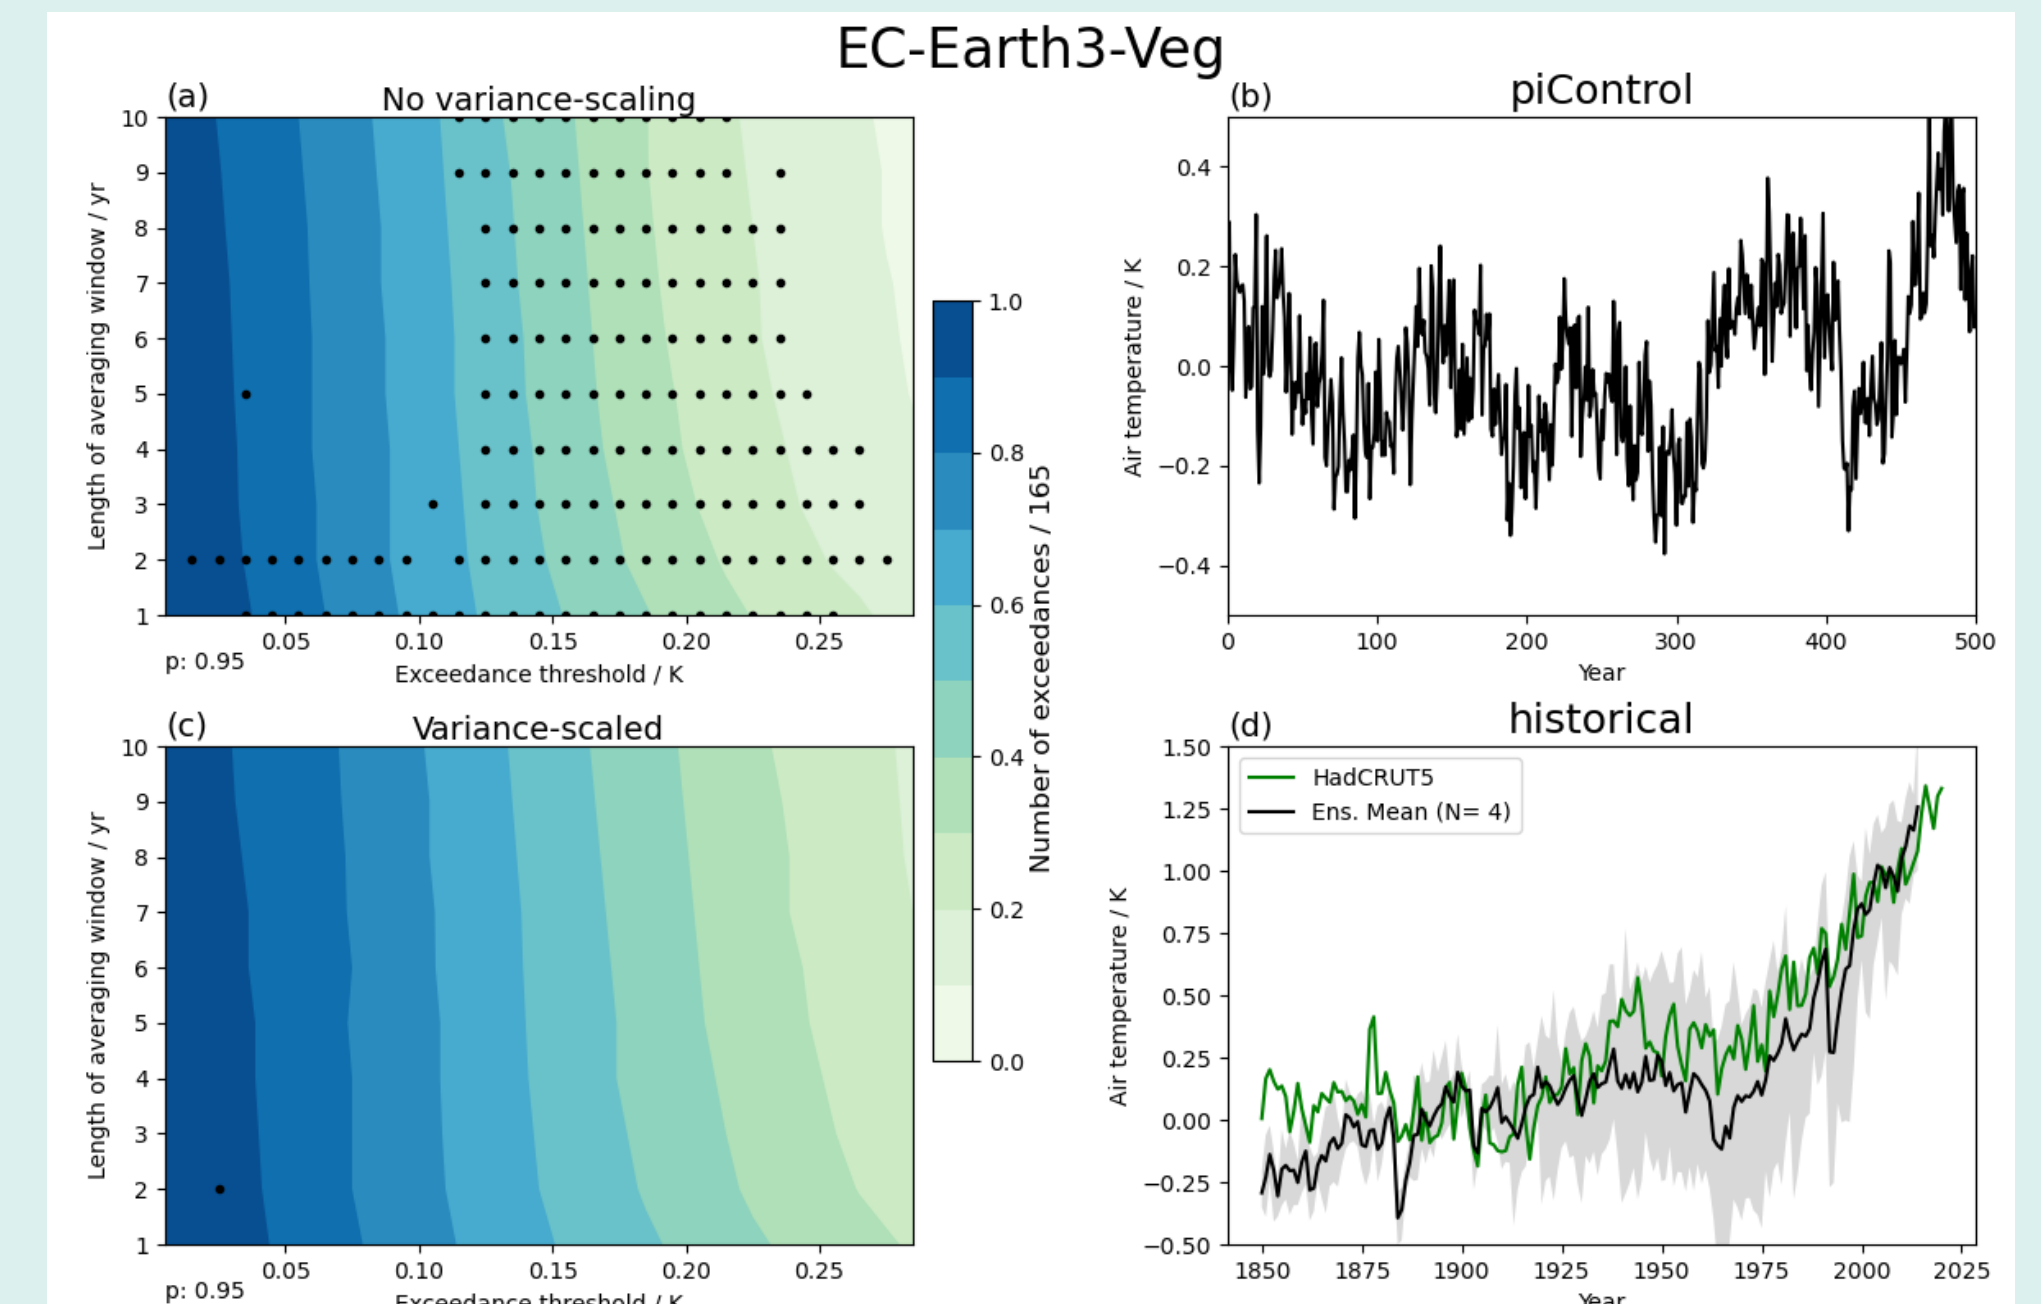 EC-Earth3-Veg
(a)
No variance-scaling
10
9
8
7
6
5
4
3
2
1
Length of averaging window / yr
0.05 0.10 0.15 0.20 0.25
p: 0.95
Exceedance threshold / K
(b)
piControl
0.4
0.2
0.0
−0.2
−0.4
Air temperature / K
0 100 200 300 400 500
Year
1.0
0.8
0.6
0.4
0.2
0.0
Number of exceedances / 165
(c)
Variance-scaled
10
9
8
7
6
5
4
3
2
1
Length of averaging window / yr
0.05 0.10 0.15 0.20 0.25
p: 0.95
Exceedance threshold / K
(d)
historical
HadCRUT5
Ens. Mean (N= 4)
1.50
1.25
1.00
0.75
0.50
0.25
0.00
−0.25
−0.50
Air temperature / K
1850 1875 1900 1925 1950 1975 2000 2025
Year